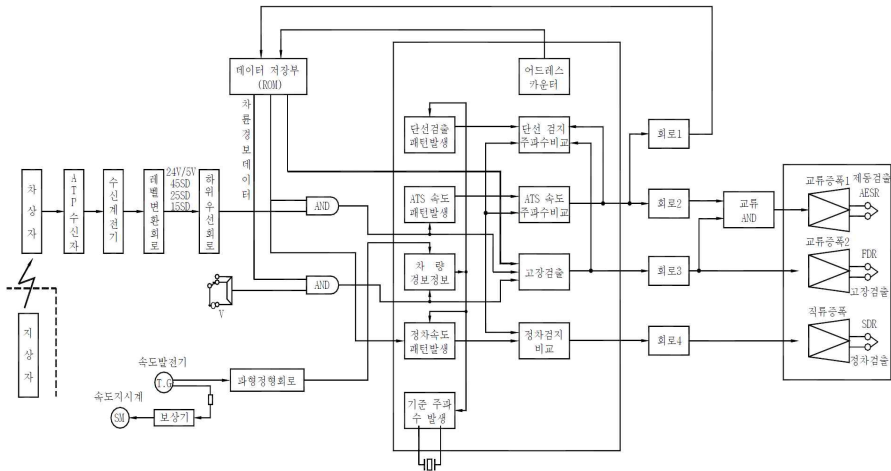 데이터 저장부
(ROM)
어드레스
카운터
차륜경보데이터
단선검출
패턴발생
단선 검지
주파수비교
회로1
차상자
ATP수신자
수신계전기
레벨변환회로
24V/5V
45SD
25SD
15SD
하위우선회로
AND
ATS 속도
패턴발생
ATS 속도
주파수비교
회로2
교류
AND
교류증폭1
제동검출
AESR
차 량
경보정보
고장검출
회로3
교류증폭2
FDR
고장검출
AND
V
지상자
정차속도
패턴발생
정차검지
비교
회로4
직류증폭
SDR
정차검출
속도발전기
T.G
파형정형회로
속도지시계
SM
보상기
기준 주파
수 발생